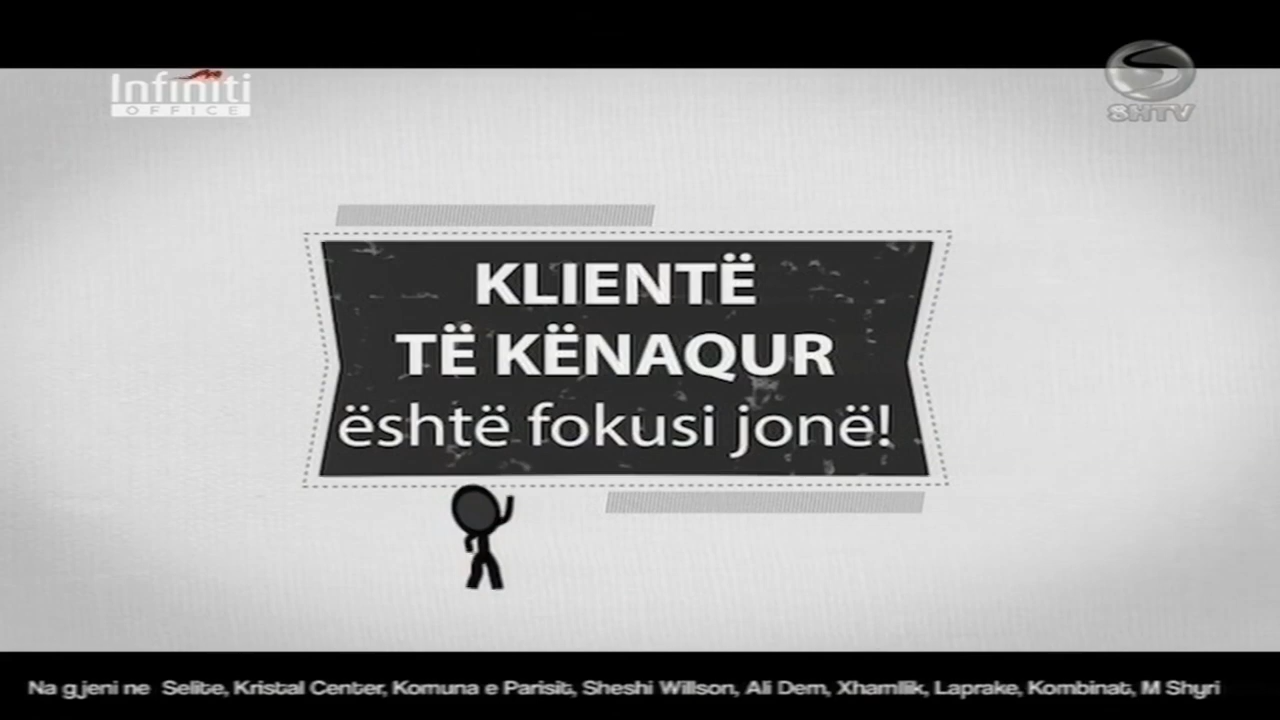 Infiniti
OFFICE
SHTV
KLIENTË
TË KËNAQUR
është fokusi jonë!
Na gjeni ne Selite, Kristal Center, Komuna e Parisit, Sheshi Willson, Ali Dem, Xhamllik, Laprake, Kombinat, M Shyri